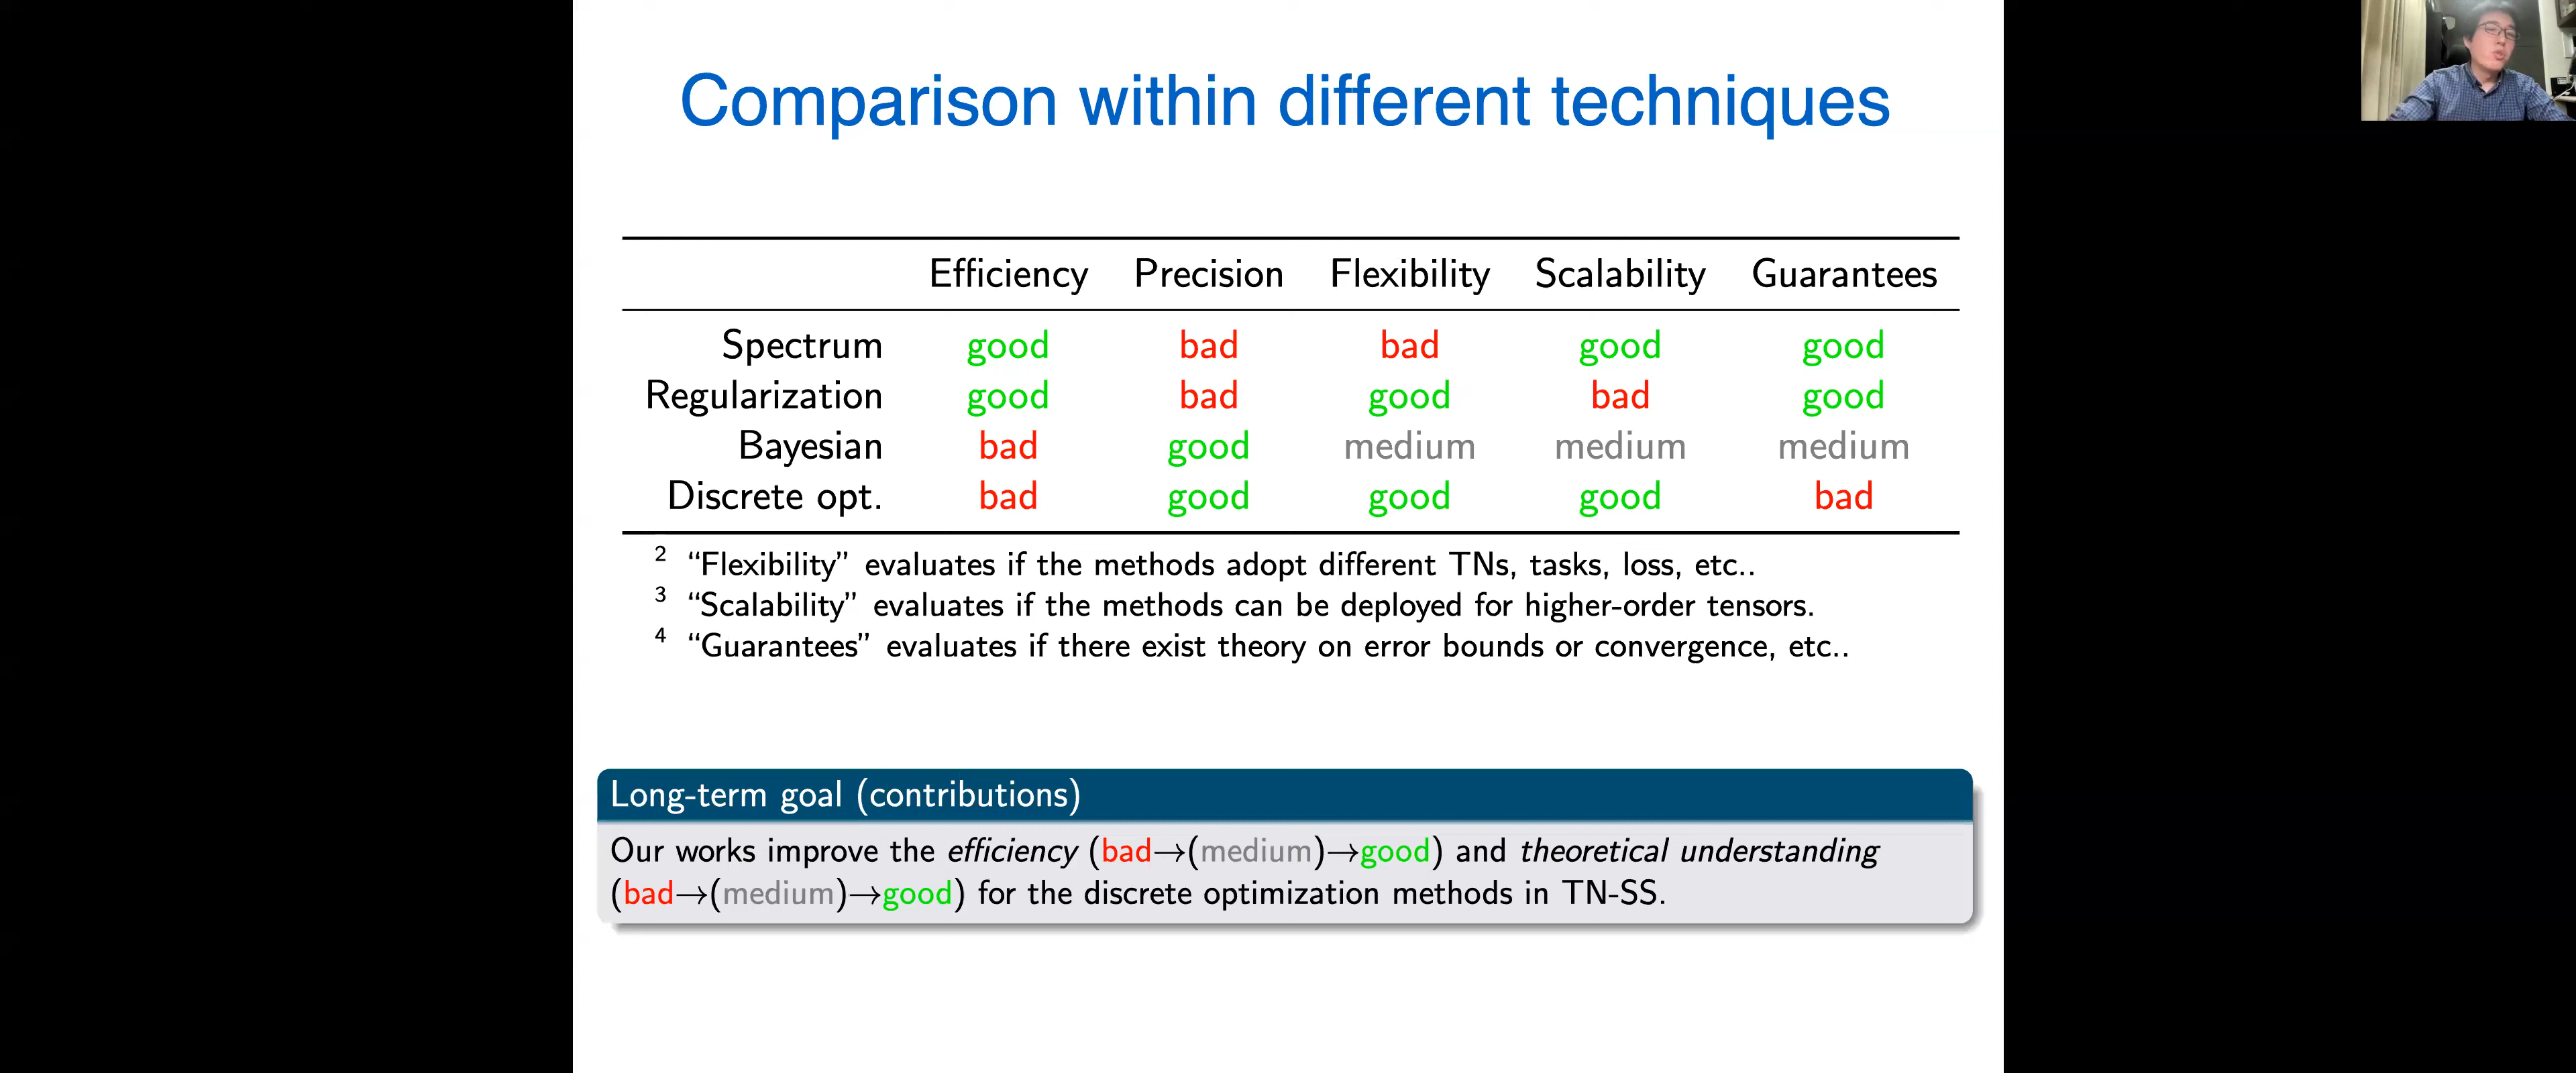 Comparison within different techniques
Efficiency Precision Flexibility Scalability Guarantees
Spectrum good bad bad good good
Regularization good bad good bad good
Bayesian bad good medium medium medium
Discrete opt. bad good good good bad
2 “Flexibility” evaluates if the methods adopt different TNs, tasks, loss, etc..
3 “Scalability” evaluates if the methods can be deployed for higher-order tensors.
4 “Guarantees” evaluates if there exist theory on error bounds or convergence, etc..
Long-term goal (contributions)
Our works improve the efficiency (bad→(medium)→good) and theoretical understanding
(bad→(medium)→good) for the discrete optimization methods in TN-SS.